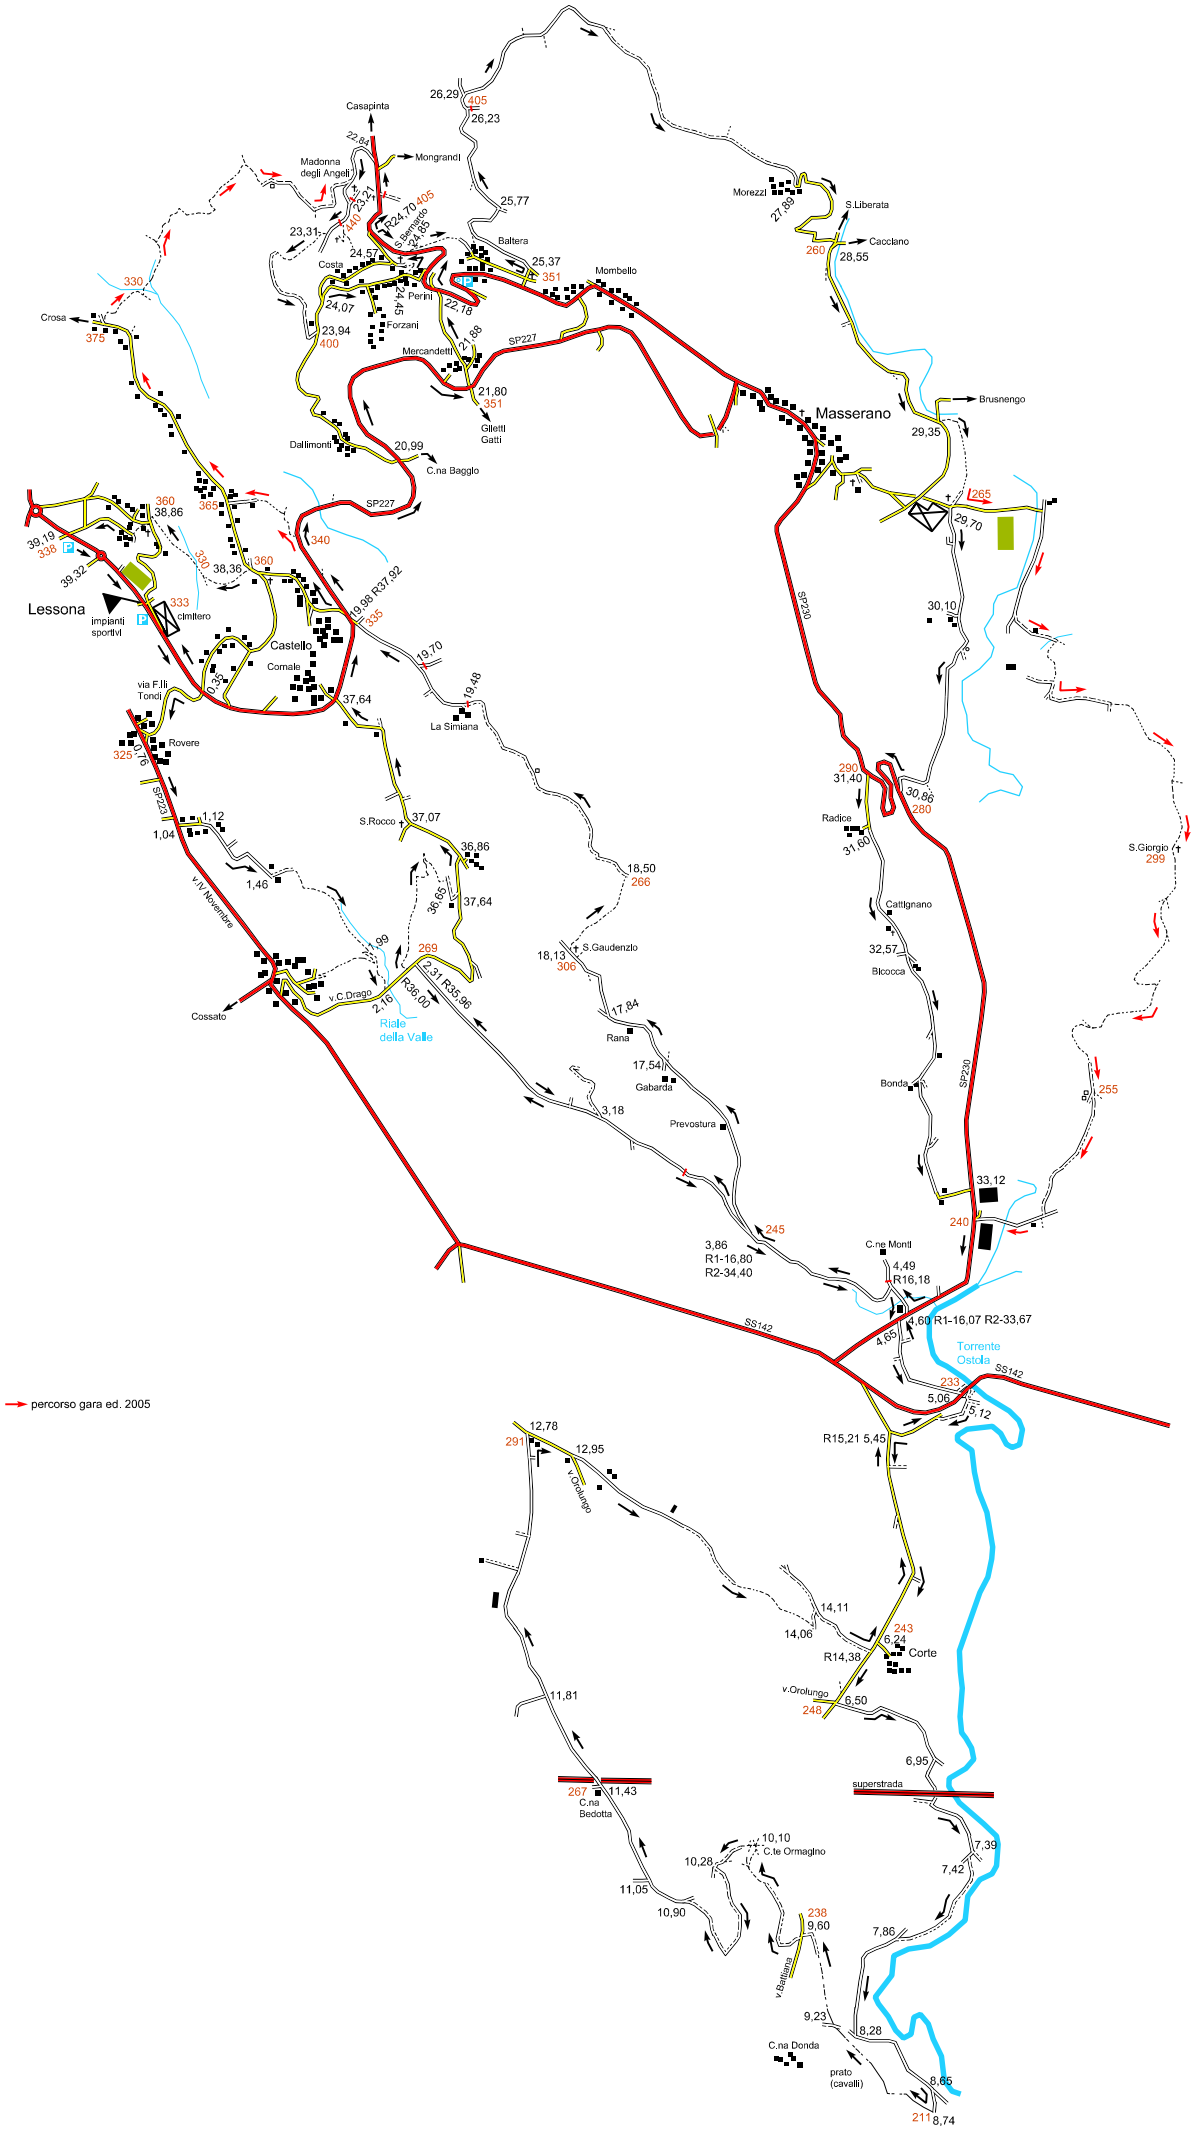 26,29
405
26,23
Casapinta
22,84
Mongrandi
Madonna
degli Angeli
23,21
440
R24,70 405
S.Bernardo
24,85
23,31
24,57
25,77
Baltera
25,37
351
Mombello
Morezzi
27,89
S.Liberata
Cacciano
260
28,55
Costa
24,07
24,45
Perini
22,18
P
Forzani
23,94
400
Mercandetti
21,88
SP227
21,80
351
Glietti
Gatti
330
Crosa
375
Dallimonti
20,99
C.na Baggio
Masserano
Brusnengo
29,35
265
29,70
360
38,86
365
SP227
340
39,19
338
P
39,32
330
38,36
360
19,98 R37,92
335
Lessona
impianti
sportivi
333
cimitero
P
Castello
Cornale
SP230
30,10
19,70
19,48
La Simiana
via F.lli
Tondi
0,35
37,64
Rovere
325
0,76
SP223
1,12
1,04
S.Rocco
37,07
36,86
290
31,40
30,86
280
Radice
31,60
S.Giorgio
299
1,46
v.IV Novembre
36,65
37,64
18,50
266
Cattignano
1,99
269
2,31 R35,96
R36,00
S.Gaudenzio
18,13
306
32,57
Bicocca
v.C.Drago
2,16
Cossato
Riale
della Valle
17,84
Rana
17,54
Gabarda
Bonda
SP230
255
3,18
Prevostura
33,12
240
245
3,86
R1-16,80
R2-34,40
C.ne Monti
4,49
R16,18
4,60 R1-16,07 R2-33,67
4,65
SS142
Torrente
Ostola
233
SS142
5,06
5,12
percorso gara ed. 2005
12,78
291
12,95
v.Orolungo
R15,21 5,45
14,11
14,06
243
6,24
Corte
R14,38
v.Orolungo
248
6,50
11,81
6,95
superstrada
267
11,43
C.na
Bedotta
10,10
C.te Ormagino
10,28
7,39
7,42
11,05
10,90
238
9,60
7,86
v.Battiana
9,23
8,28
C.na Donda
prato
(cavalli)
8,65
211
8,74